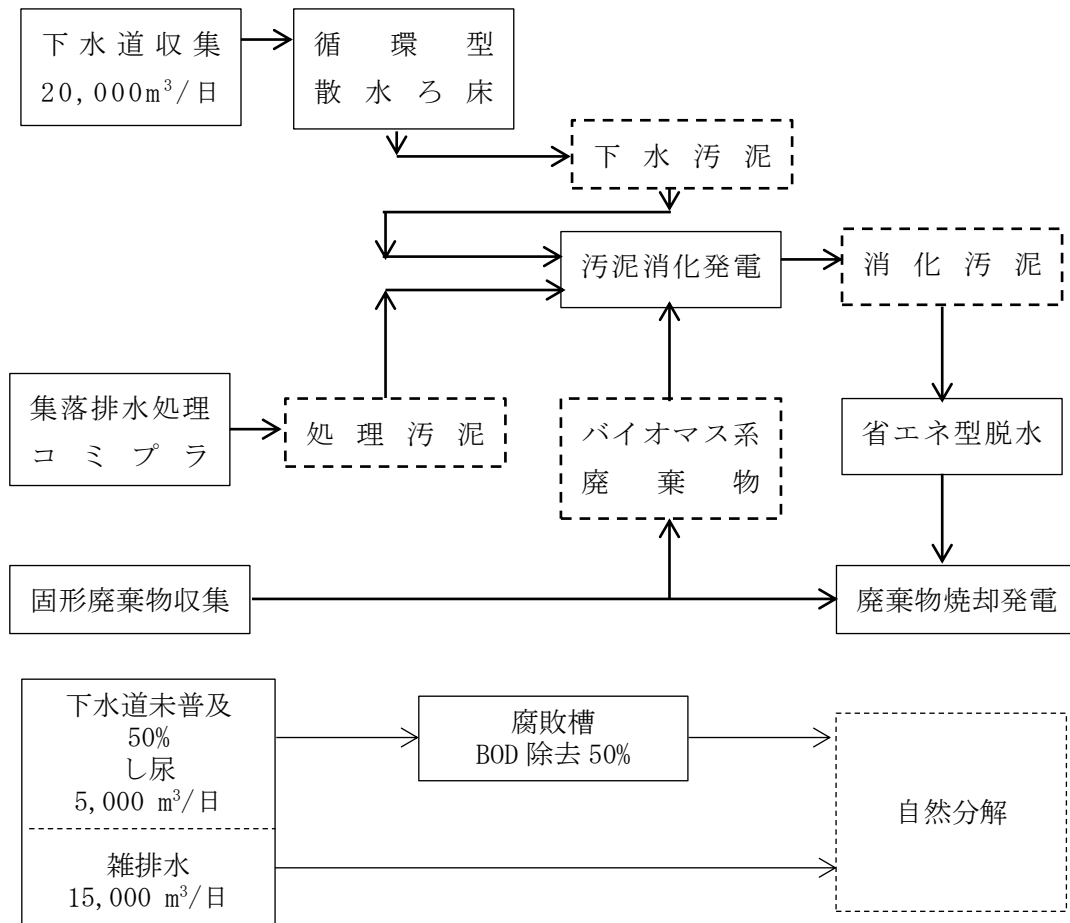 下水道収集
20,000m³/日
循環型
散水ろ床
下水汚泥
汚泥消化発電
消化汚泥
集落排水処理
コミプラ
処理汚泥
バイオマス系
廃棄物
省エネ型脱水
固形廃棄物収集
廃棄物焼却発電
下水道未普及
50%
し尿
5,000 m³/日
腐敗槽
BOD 除去 50%
自然分解
雑排水
15,000 m³/日